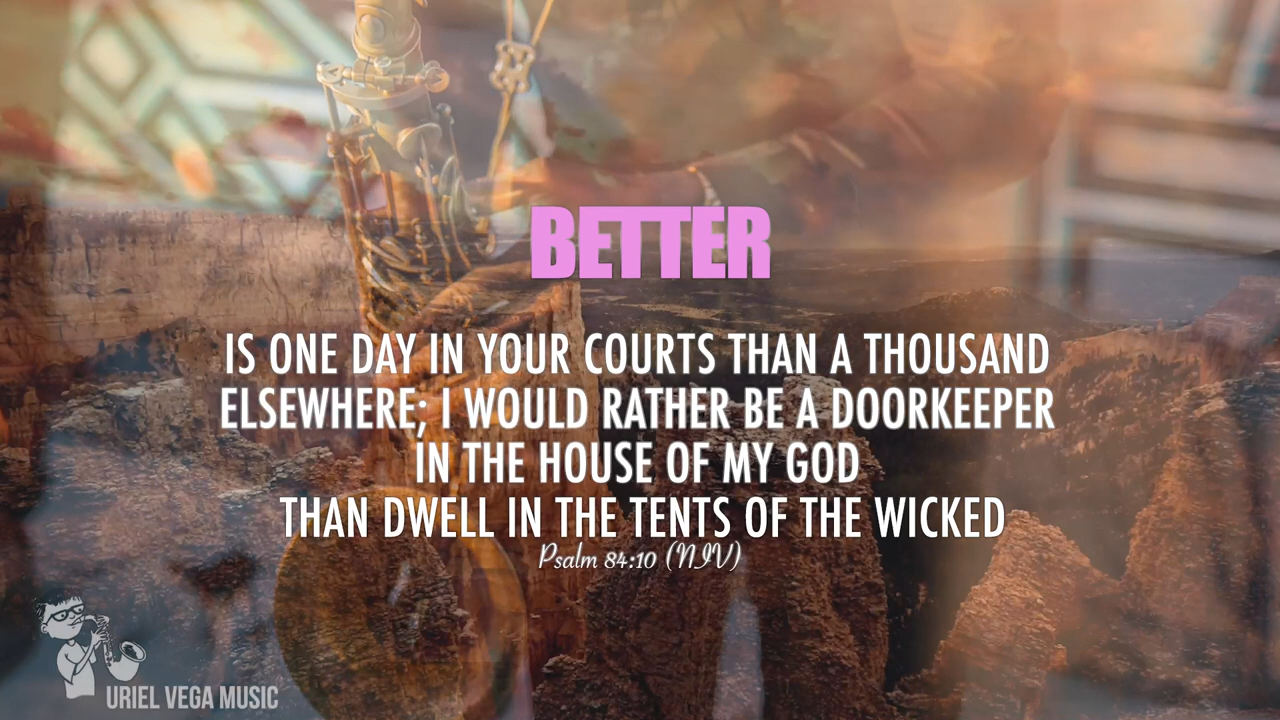 BETTER
IS ONE DAY IN YOUR COURTS THAN A THOUSAND
ELSEWHERE; I WOULD RATHER BE A DOORKEEPER
IN THE HOUSE OF MY GOD
THAN DWELL IN THE TENTS OF THE WICKED
Psalm 84:10 (NIV)
URIEL VEGA MUSIC